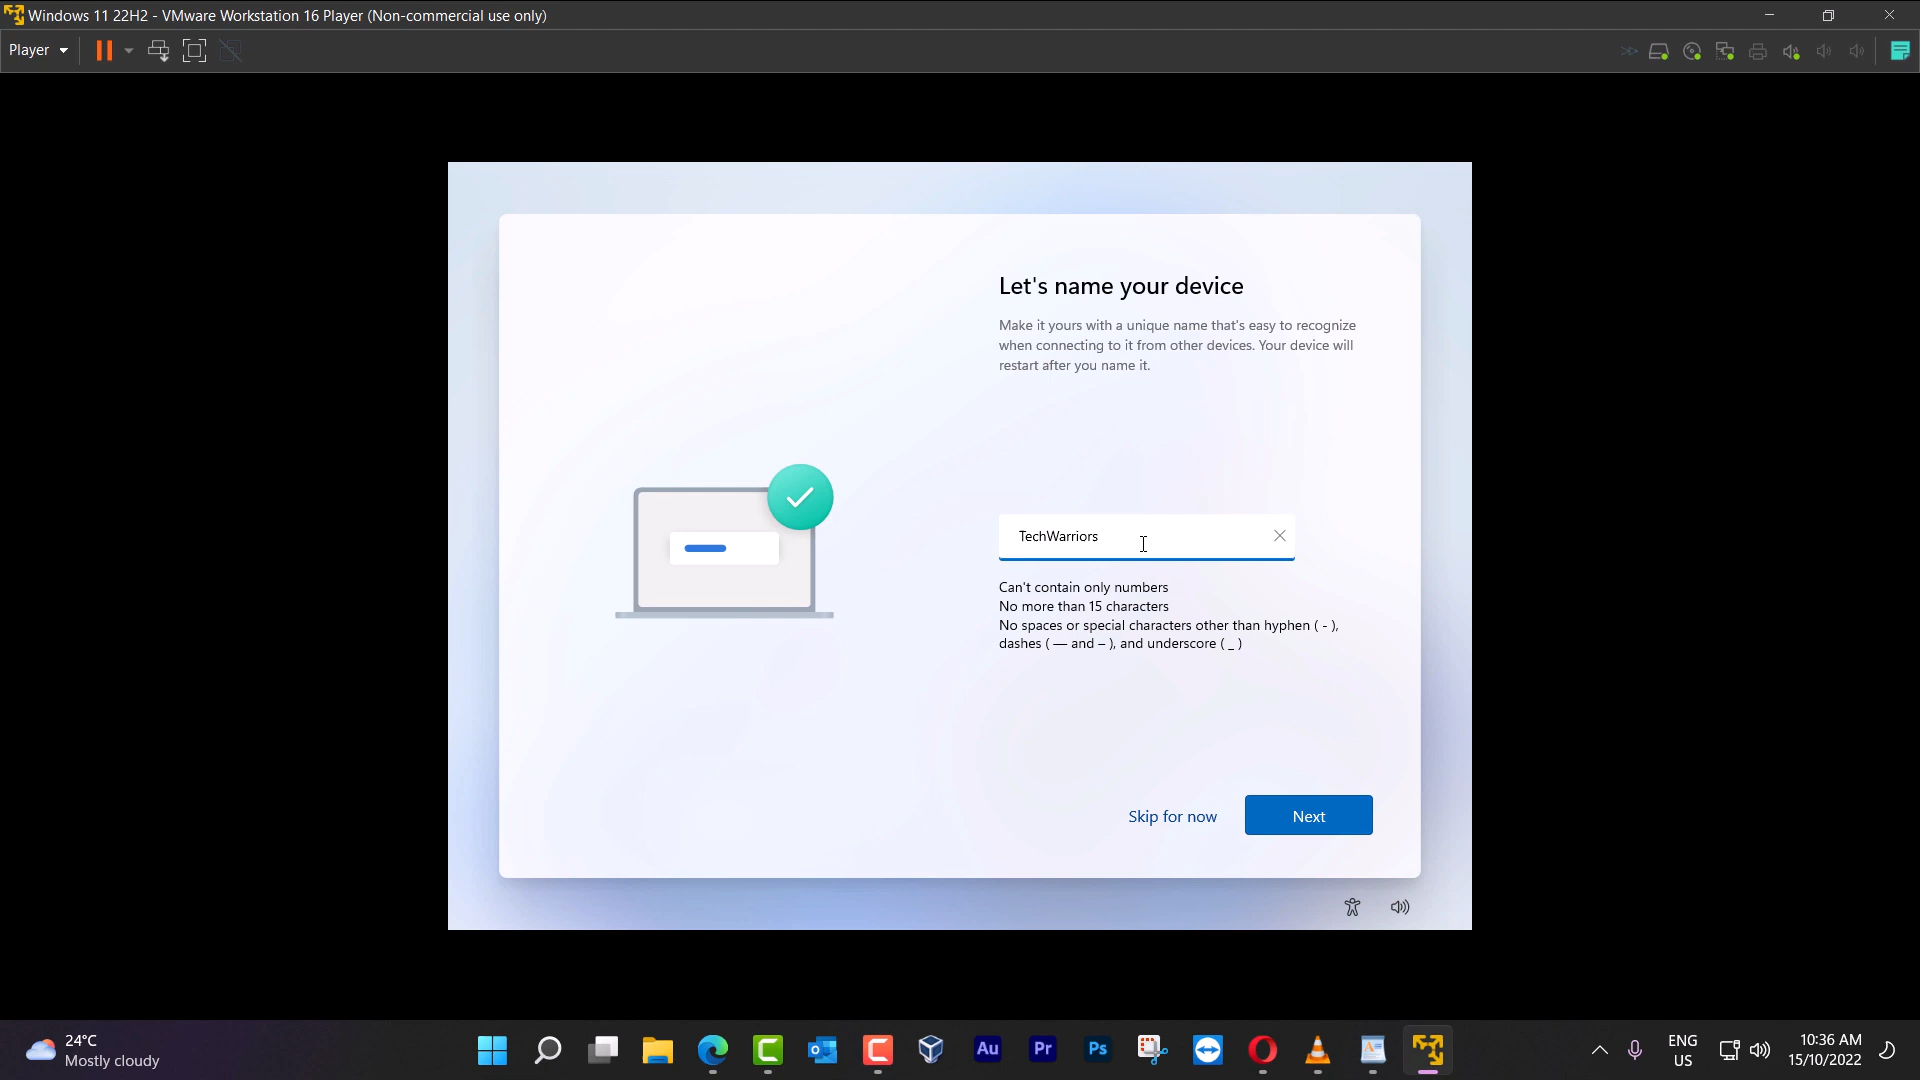 Windows 11 22H2 - VMware Workstation 16 Player (Non-commercial use only)
Player
Let's name your device
Make it yours with a unique name that's easy to recognize
when connecting to it from other devices. Your device will
restart after you name it.
TechWarriors
Can't contain only numbers
No more than 15 characters
No spaces or special characters other than hyphen ( - ),
dashes ( — and – ), and underscore ( _ )
Skip for now
Next
24°C
Mostly cloudy
Au
Pr
Ps
ENG
US
10:36 AM
15/10/2022